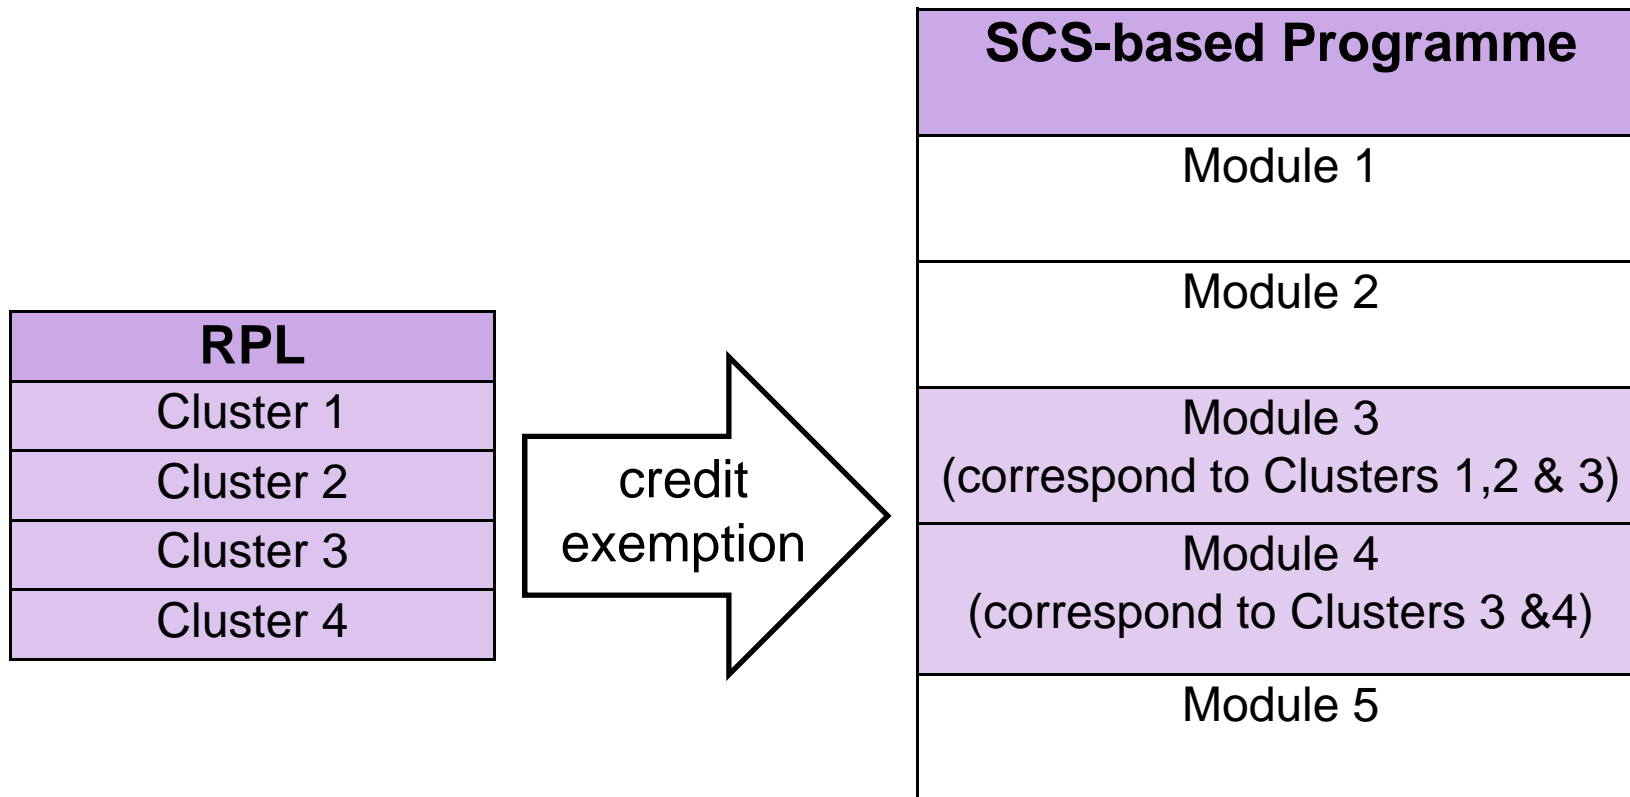 RPL
Cluster 1
Cluster 2
Cluster 3
Cluster 4
credit
exemption
SCS-based Programme
Module 1
Module 2
Module 3
(correspond to Clusters 1,2 & 3)
Module 4
(correspond to Clusters 3 &4)
Module 5